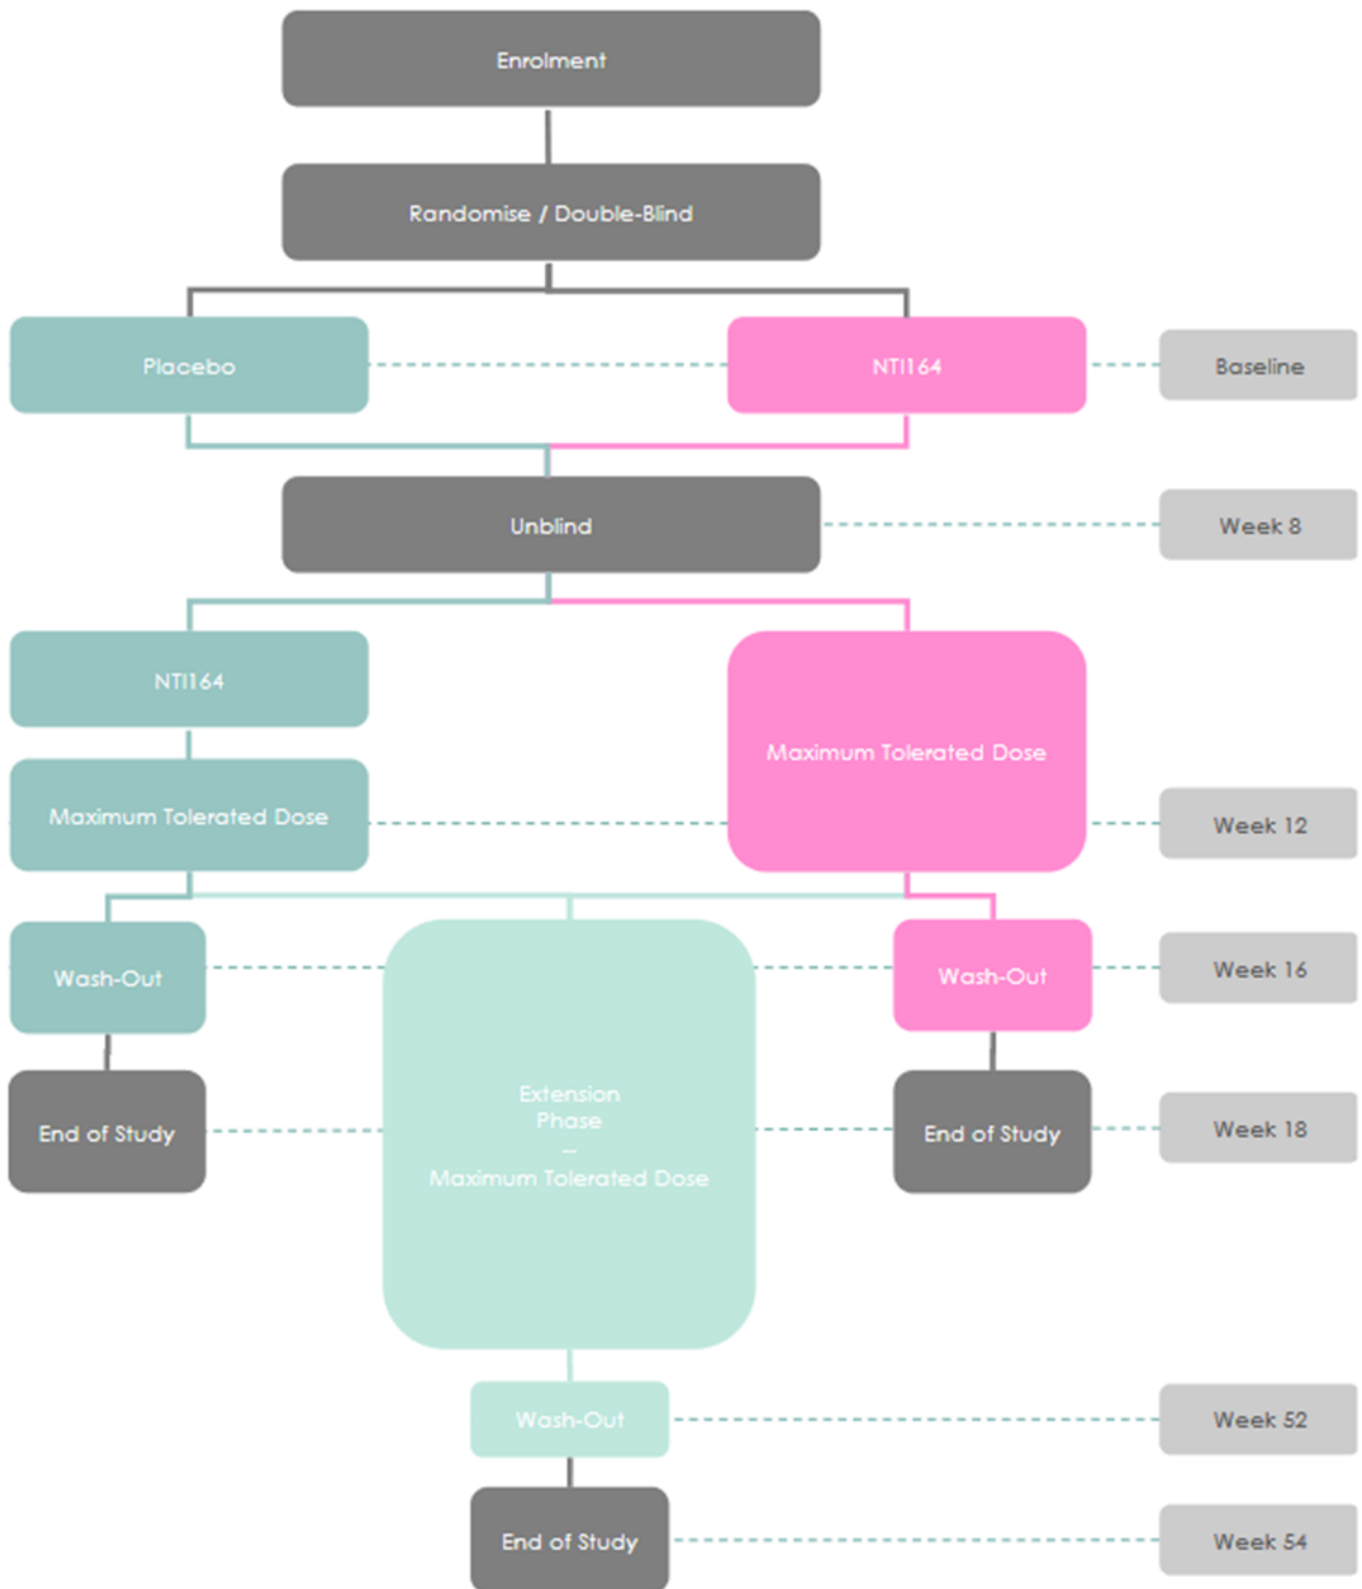 Enrolment
Randomise / Double-Blind
Placebo
NTI164
Baseline
Unblind
Week 8
NTI164
Maximum Tolerated Dose
Maximum Tolerated Dose
Week 12
Wash-Out
Wash-Out
Week 16
Extension
Phase
--
Maximum Tolerated Dose
End of Study
End of Study
Week 18
Wash-Out
Week 52
End of Study
Week 54